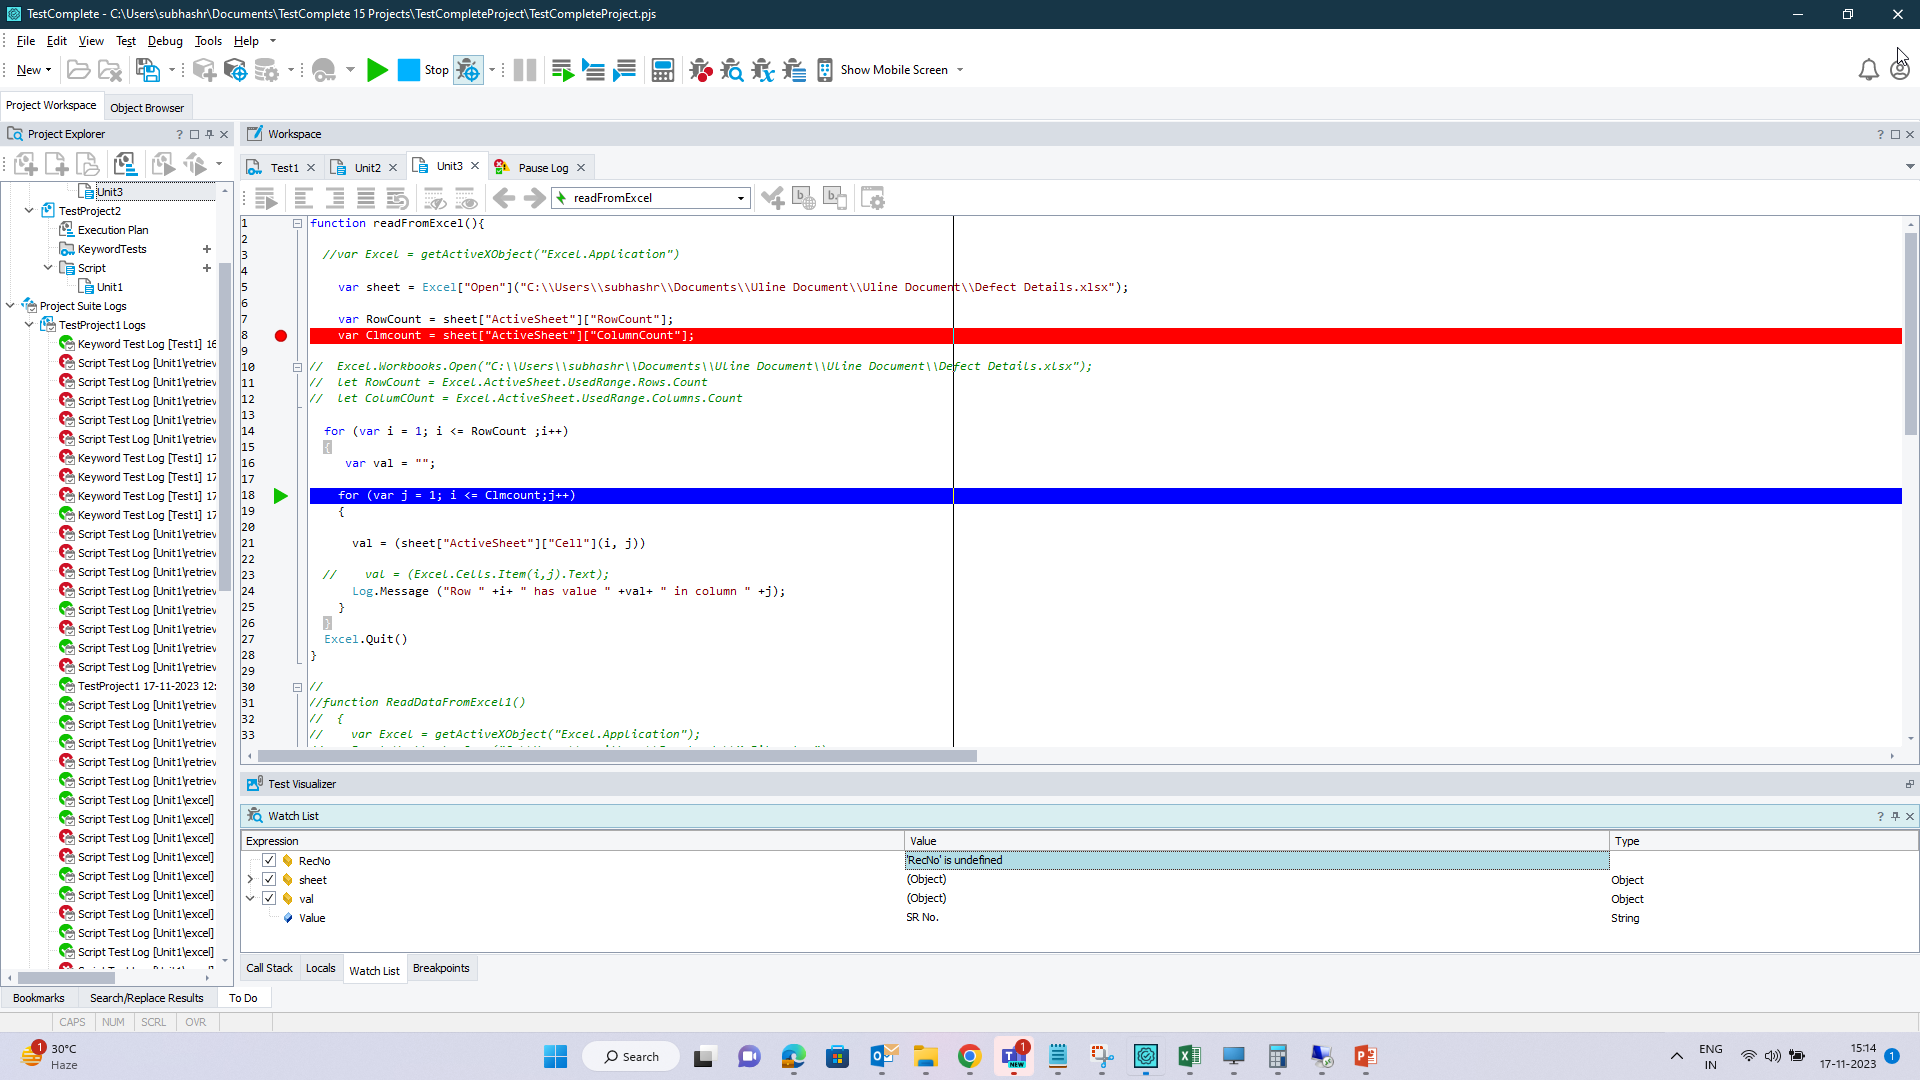 TestComplete - C:\Users\subhashr\Documents\TestComplete 15 Projects\TestCompleteProject\TestCompleteProject.pjs
File Edit View Test Debug Tools Help
New Stop Show Mobile Screen
Project Workspace Object Browser
Project Explorer
Workspace
Test1 Unit2 Unit3 Pause Log
readFromExcel
Unit3
TestProject2
Execution Plan
KeywordTests
Script
Unit1
Project Suite Logs
TestProject1 Logs
Keyword Test Log [Test1] 16
Script Test Log [Unit1\retriev
Script Test Log [Unit1\retriev
Script Test Log [Unit1\retriev
Script Test Log [Unit1\retriev
Script Test Log [Unit1\retriev
Keyword Test Log [Test1] 17
Keyword Test Log [Test1] 17
Keyword Test Log [Test1] 17
Keyword Test Log [Test1] 17
Script Test Log [Unit1\retriev
Script Test Log [Unit1\retriev
Script Test Log [Unit1\retriev
Script Test Log [Unit1\retriev
Script Test Log [Unit1\retriev
Script Test Log [Unit1\retriev
Script Test Log [Unit1\retriev
Script Test Log [Unit1\retriev
TestProject1 17-11-2023 12:
Script Test Log [Unit1\retriev
Script Test Log [Unit1\retriev
Script Test Log [Unit1\retriev
Script Test Log [Unit1\retriev
Script Test Log [Unit1\retriev
Script Test Log [Unit1\excel]
Script Test Log [Unit1\excel]
Script Test Log [Unit1\excel]
Script Test Log [Unit1\excel]
Script Test Log [Unit1\excel]
Script Test Log [Unit1\excel]
Script Test Log [Unit1\excel]
Script Test Log [Unit1\excel]
Script Test Log [Unit1\excel]
1 function readFromExcel(){
2
3 //var Excel = getActiveXObject("Excel.Application")
4
5 var sheet = Excel["Open"]("C:\\Users\\subhashr\\Documents\\Uline Document\\Uline Document\\Defect Details.xlsx");
6
7 var RowCount = sheet["ActiveSheet"]["RowCount"];
8 var Clmcount = sheet["ActiveSheet"]["ColumnCount"];
9
10 // Excel.Workbooks.Open("C:\\Users\\subhashr\\Documents\\Uline Document\\Uline Document\\Defect Details.xlsx");
11 // let RowCount = Excel.ActiveSheet.UsedRange.Rows.Count
12 // let ColumCOunt = Excel.ActiveSheet.UsedRange.Columns.Count
13
14 for (var i = 1; i <= RowCount ;i++)
15 {
16 var val = "";
17
18 for (var j = 1; i <= Clmcount;j++)
19 {
20
21 val = (sheet["ActiveSheet"]["Cell"](i, j))
22
23 // val = (Excel.Cells.Item(i,j).Text);
24 Log.Message ("Row " +i+ " has value " +val+ " in column " +j);
25 }
26 }
27 Excel.Quit()
28 }
29
30 //
31 //function ReadDataFromExcel1()
32 // {
33 // var Excel = getActiveXObject("Excel.Application");
Test Visualizer
Watch List
Expression Value Type
RecNo 'RecNo' is undefined
sheet (Object) Object
val (Object) Object
Value SR No. String
Call Stack Locals Watch List Breakpoints
Bookmarks Search/Replace Results To Do
CAPS NUM SCRL OVR
1 30°C
Haze
Search
1
NEW
ENG
IN
15:14
17-11-2023
1